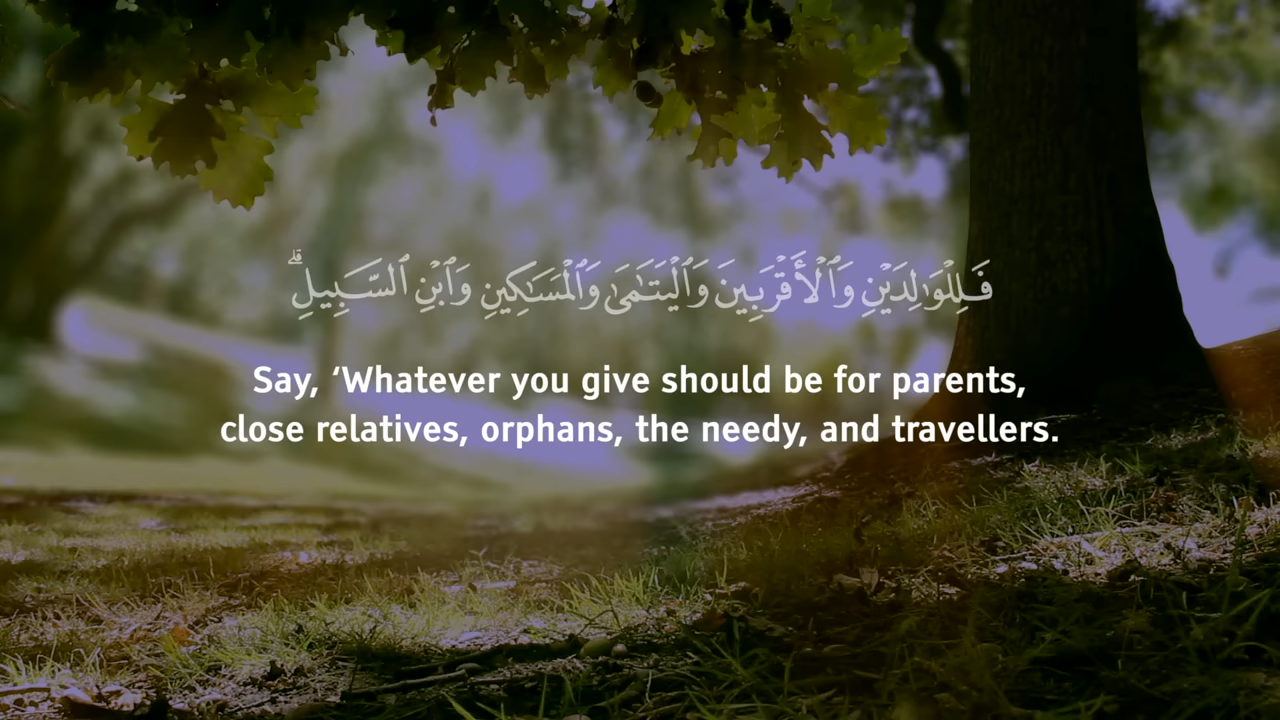 فَلِلْوَٰلِدَيْنِ وَٱلْأَقْرَبِينَ وَٱلْيَتَـٰمَىٰ وَٱلْمَسَـٰكِينِ وَٱبْنِ ٱلسَّبِيلِ ۗ
Say, ‘Whatever you give should be for parents,
close relatives, orphans, the needy, and travellers.